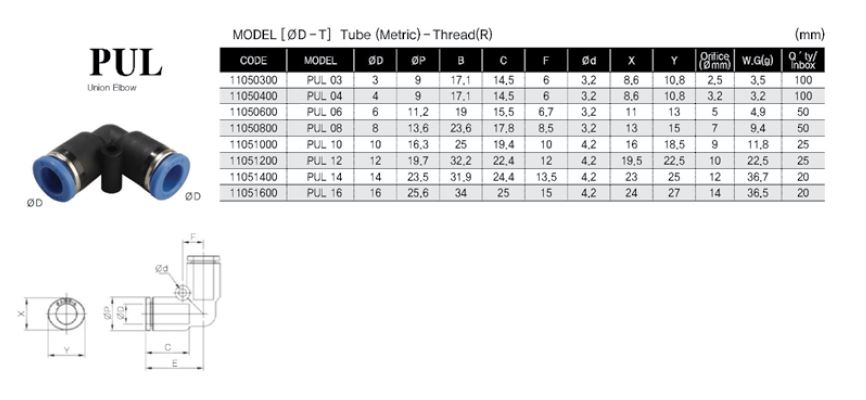 MODEL [ØD-T] Tube (Metric)-Thread(R) (mm)
PUL
Union Elbow
CODE MODEL ØD ØP B C F Ød X Y Orifice (Ømm) W.G(g) Q'ty/Inbox
11050300 PUL 03 3 9 17,1 14,5 6 3,2 8,6 10,8 2,5 3,5 100
11050400 PUL 04 4 9 17,1 14,5 6 3,2 8,6 10,8 3,2 3,2 100
11050600 PUL 06 6 11,2 19 15,5 6,7 3,2 11 13 5 4,9 50
11050800 PUL 08 8 13,6 23,6 17,8 8,5 3,2 13 15 7 9,4 50
11051000 PUL 10 10 16,3 25 19,4 10 4,2 16 18,5 9 11,8 25
11051200 PUL 12 12 19,7 32,2 22,4 12 4,2 19,5 22,5 10 22,5 25
11051400 PUL 14 14 23,5 31,9 24,4 13,5 4,2 23 25 12 36,7 20
11051600 PUL 16 16 25,6 34 25 15 4,2 24 27 14 36,5 20
ØD
ØD
F
Ød
X
ØP
ØD
Y
C
E